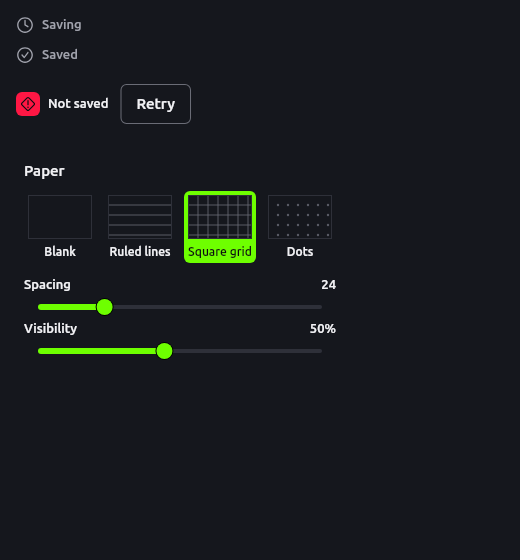 Saving
Saved
Not saved
Retry
Paper
Blank
Ruled lines
Square grid
Dots
Spacing
24
Visibility
50%